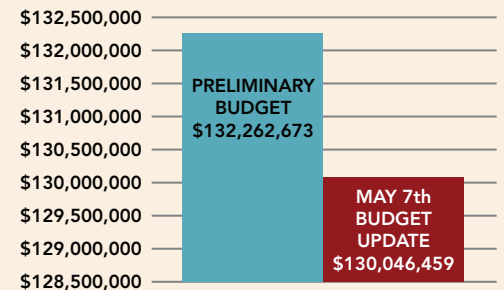 $132,500,000
$132,000,000
$131,500,000
$131,000,000
$130,500,000
$130,000,000
$129,500,000
$129,000,000
$128,500,000
PRELIMINARY
BUDGET
$132,262,673
MAY 7th
BUDGET
UPDATE
$130,046,459